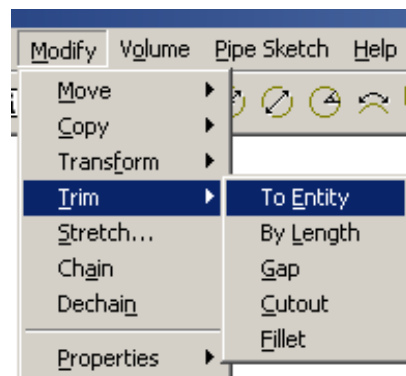 Modify Volume Pipe Sketch Help
Move
Copy
Transform
Trim
To Entity
Stretch...
By Length
Chain
Gap
Dechain
Cutout
Fillet
Properties